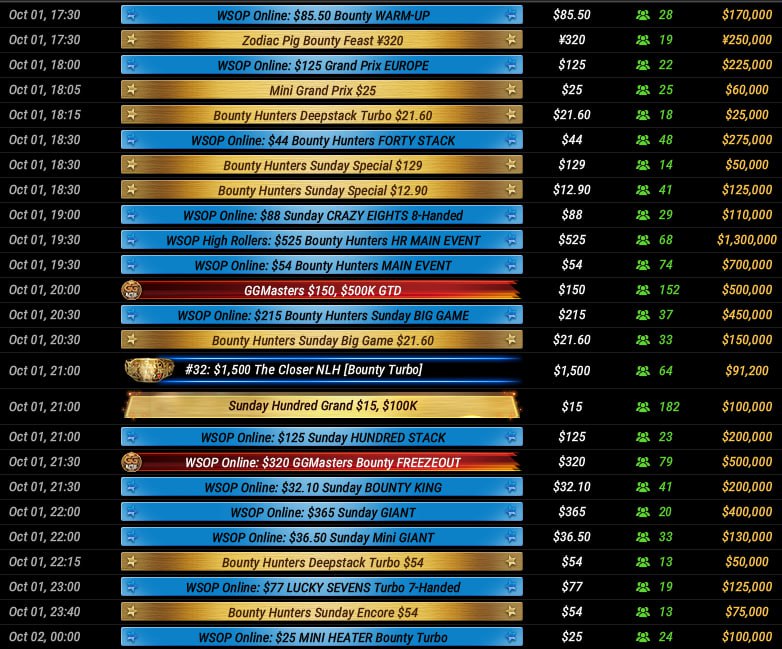 Oct 01, 17:30 WSOP Online: $85.50 Bounty WARM-UP $85.50 28 $170,000
Oct 01, 17:30 Zodiac Pig Bounty Feast ¥320 ¥320 19 ¥250,000
Oct 01, 18:00 WSOP Online: $125 Grand Prix EUROPE $125 22 $225,000
Oct 01, 18:05 Mini Grand Prix $25 $25 25 $60,000
Oct 01, 18:15 Bounty Hunters Deepstack Turbo $21.60 $21.60 18 $25,000
Oct 01, 18:30 WSOP Online: $44 Bounty Hunters FORTY STACK $44 48 $275,000
Oct 01, 18:30 Bounty Hunters Sunday Special $129 $129 14 $50,000
Oct 01, 18:30 Bounty Hunters Sunday Special $12.90 $12.90 41 $125,000
Oct 01, 19:00 WSOP Online: $88 Sunday CRAZY EIGHTS 8-Handed $88 29 $110,000
Oct 01, 19:30 WSOP High Rollers: $525 Bounty Hunters HR MAIN EVENT $525 68 $1,300,000
Oct 01, 19:30 WSOP Online: $54 Bounty Hunters MAIN EVENT $54 74 $700,000
Oct 01, 20:00 GGMasters $150, $500K GTD $150 152 $500,000
Oct 01, 20:30 WSOP Online: $215 Bounty Hunters Sunday BIG GAME $215 37 $450,000
Oct 01, 20:30 Bounty Hunters Sunday Big Game $21.60 $21.60 33 $150,000
Oct 01, 21:00 #32: $1,500 The Closer NLH [Bounty Turbo] $1,500 64 $91,200
Oct 01, 21:00 Sunday Hundred Grand $15, $100K $15 182 $100,000
Oct 01, 21:00 WSOP Online: $125 Sunday HUNDRED STACK $125 23 $200,000
Oct 01, 21:30 WSOP Online: $320 GGMasters Bounty FREEZEOUT $320 79 $500,000
Oct 01, 21:30 WSOP Online: $32.10 Sunday BOUNTY KING $32.10 41 $200,000
Oct 01, 22:00 WSOP Online: $365 Sunday GIANT $365 20 $400,000
Oct 01, 22:00 WSOP Online: $36.50 Sunday Mini GIANT $36.50 33 $130,000
Oct 01, 22:15 Bounty Hunters Deepstack Turbo $54 $54 13 $50,000
Oct 01, 23:00 WSOP Online: $77 LUCKY SEVENS Turbo 7-Handed $77 19 $125,000
Oct 01, 23:40 Bounty Hunters Sunday Encore $54 $54 13 $75,000
Oct 02, 00:00 WSOP Online: $25 MINI HEATER Bounty Turbo $25 24 $100,000